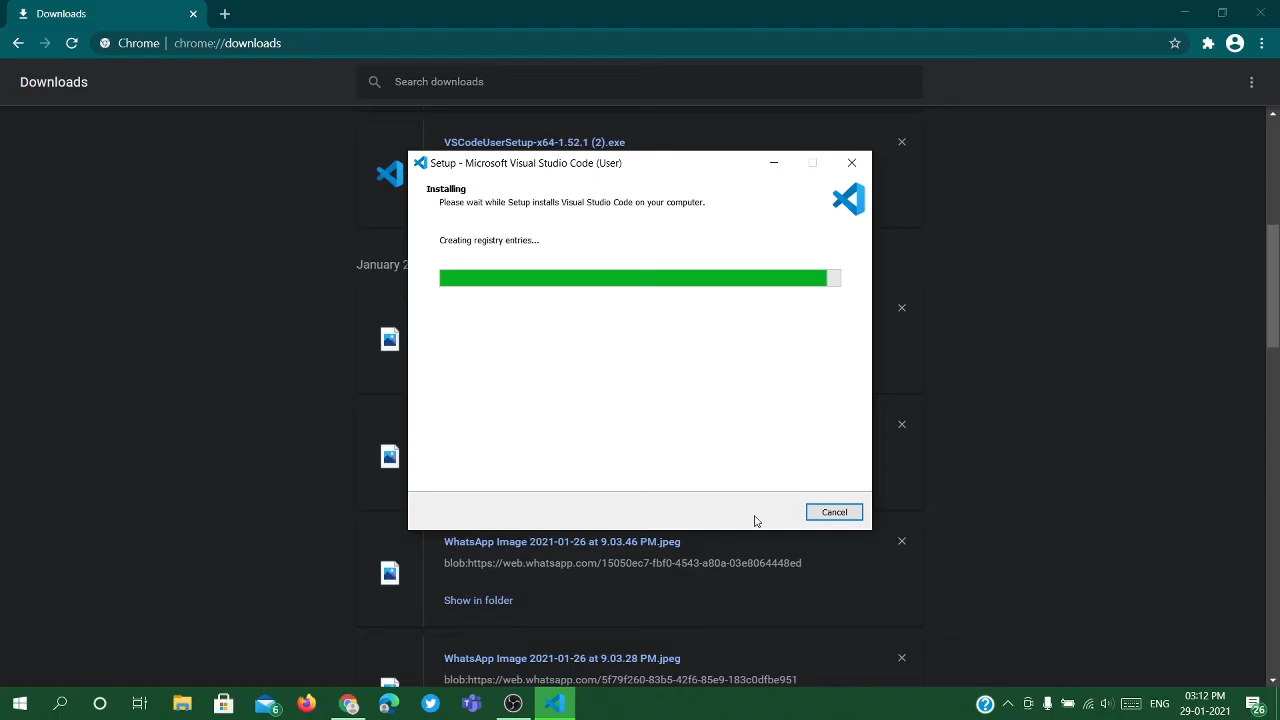 Downloads
Chrome | chrome://downloads
Downloads
Search downloads
VSCodeUserSetup-x64-1.52.1 (2).exe
Setup - Microsoft Visual Studio Code (User)
Installing
Please wait while Setup installs Visual Studio Code on your computer.
Creating registry entries...
January 2
Cancel
WhatsApp Image 2021-01-26 at 9.03.46 PM.jpeg
blob:https://web.whatsapp.com/15050ec7-fbf0-4543-a80a-03e8064448ed
Show in folder
WhatsApp Image 2021-01-26 at 9.03.28 PM.jpeg
blob:https://web.whatsapp.com/5f79f260-83b5-42f6-85e9-183c0dfbe951
6
ENG
03:12 PM
29-01-2021
26